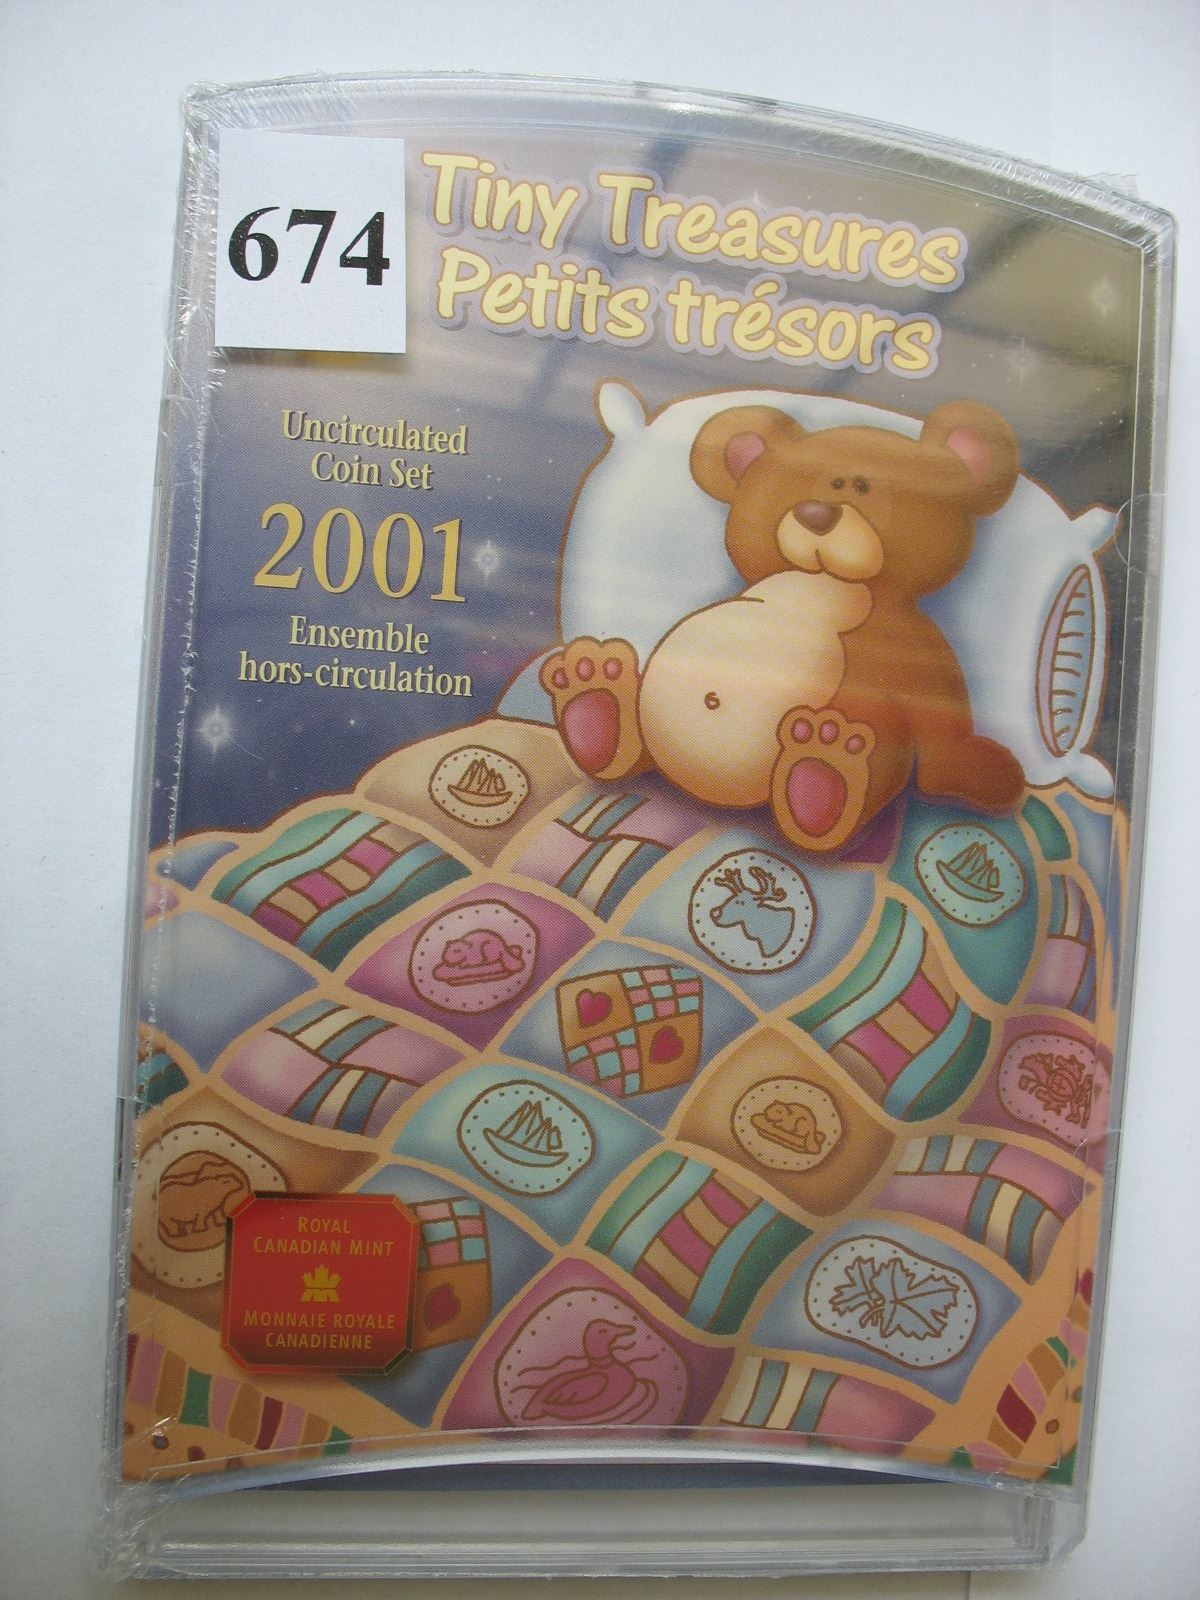 674
Tiny Treasures
Petits trésors
Uncirculated
Coin Set
2001
Ensemble
hors-circulation
ROYAL
CANADIAN MINT
MONNAIE ROYALE
CANADIENNE